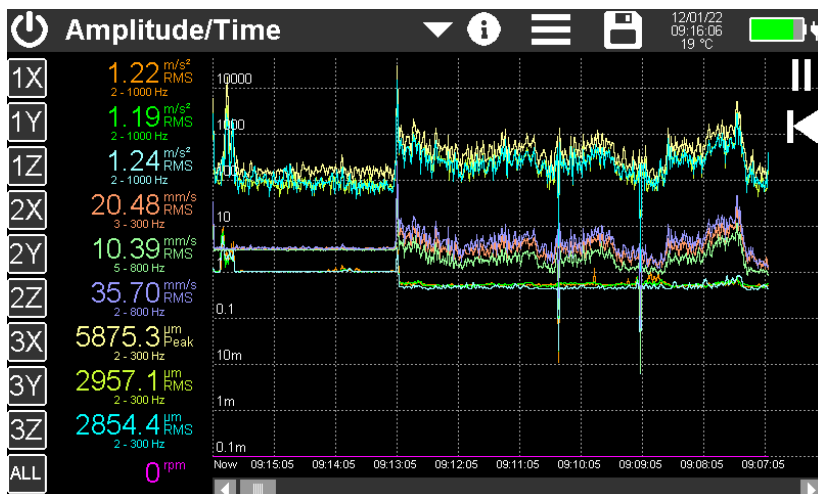 Amplitude/Time
12/01/22
09:16:06
19 °C
1X 1.22 m/s² RMS
2 - 1000 Hz
1Y 1.19 m/s² RMS
2 - 1000 Hz
1Z 1.24 m/s² RMS
2 - 1000 Hz
2X 20.48 mm/s RMS
3 - 300 Hz
2Y 10.39 mm/s RMS
5 - 800 Hz
2Z 35.70 mm/s RMS
2 - 800 Hz
3X 5875.3 µm Peak
2 - 300 Hz
3Y 2957.1 µm RMS
2 - 300 Hz
3Z 2854.4 µm RMS
2 - 300 Hz
ALL 0 rpm
10000
1000
10
0.1
10m
1m
0.1m
Now 09:15:05 09:14:05 09:13:05 09:12:05 09:11:05 09:10:05 09:09:05 09:08:05 09:07:05